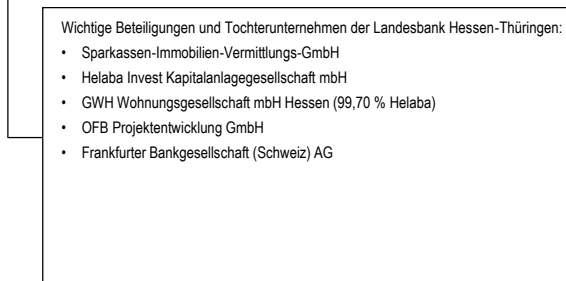 Wichtige Beteiligungen und Tochterunternehmen der Landesbank Hessen-Thüringen:
• Sparkassen-Immobilien-Vermittlungs-GmbH
• Helaba Invest Kapitalanlagegesellschaft mbH
• GWH Wohnungsgesellschaft mbH Hessen (99,70 % Helaba)
• OFB Projektentwicklung GmbH
• Frankfurter Bankgesellschaft (Schweiz) AG